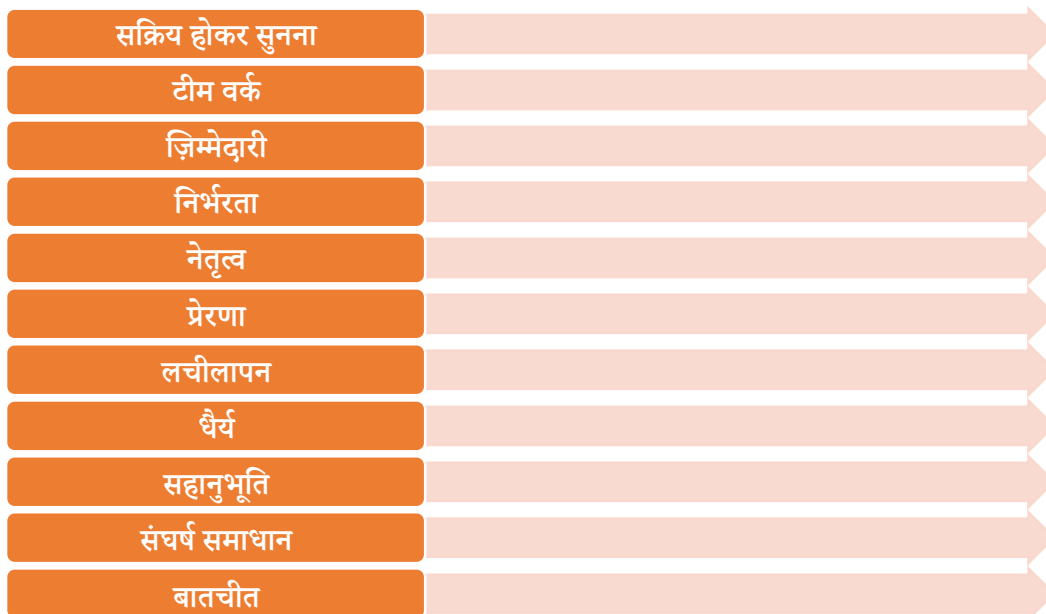 सक्रिय होकर सुनना
टीम वर्क
ज़िम्मेदारी
निर्भरता
नेतृत्व
प्रेरणा
लचीलापन
धैर्य
सहानुभूति
संघर्ष समाधान
बातचीत